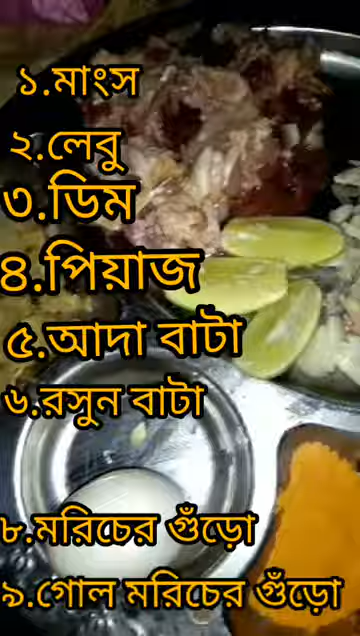 ১.মাংস
২.লেবু
৩.ডিম
৪.পিয়াজ
৫.আদা বাটা
৬.রসুন বাটা
৮.মরিচের গুঁড়ো
৯.গোল মরিচের গুঁড়ো